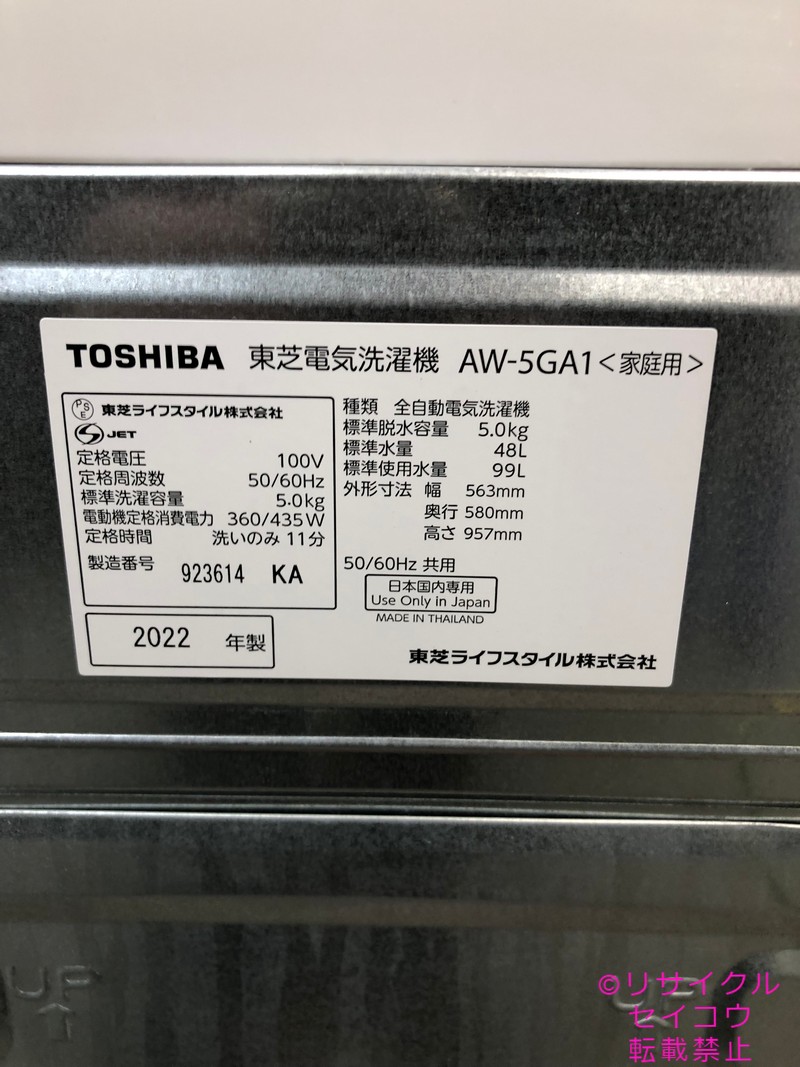 TOSHIBA 東芝電気洗濯機 AW-5GA1<家庭用>
PSE 東芝ライフスタイル株式会社
S JET
定格電圧 100V
定格周波数 50/60Hz
標準洗濯容量 5.0kg
電動機定格消費電力 360/435W
定格時間 洗いのみ 11分
製造番号 923614 KA
2022 年製
種類 全自動電気洗濯機
標準脱水容量 5.0kg
標準水量 48L
標準使用水量 99L
外形寸法 幅 563mm
奥行 580mm
高さ 957mm
50/60Hz 共用
日本国内専用
Use Only in Japan
MADE IN THAILAND
東芝ライフスタイル株式会社
UP
UP
©リサイクル
セイコウ
転載禁止